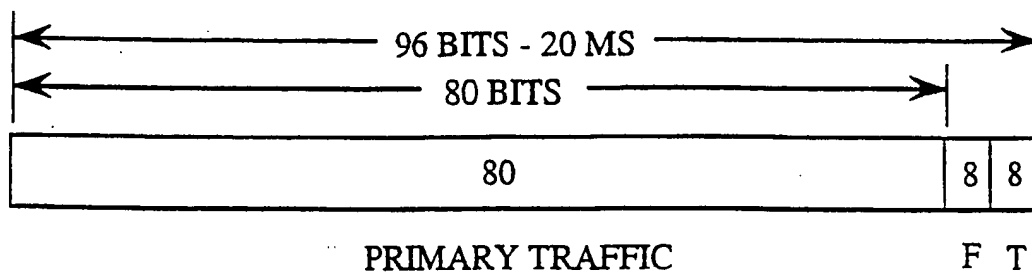 96 BITS - 20 MS
80 BITS
80 8 8
PRIMARY TRAFFIC F T